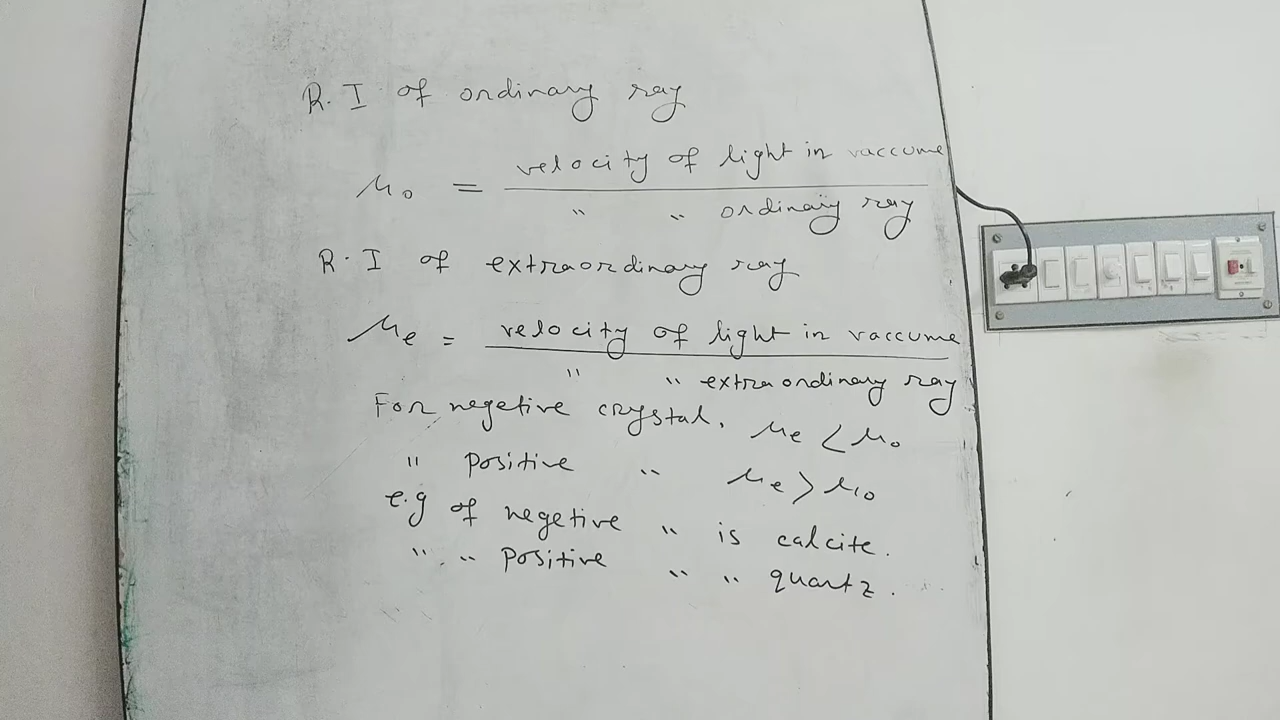 R.I of ordinary ray
μo = velocity of light in vaccume
" " ordinary ray
R.I of extraordinary ray
μe = velocity of light in vaccume
" " extraordinary ray
For negetive crystal. μe < μo
" positive " μe > μo
e.g of negetive " is calcite.
" " positive " " quartz.